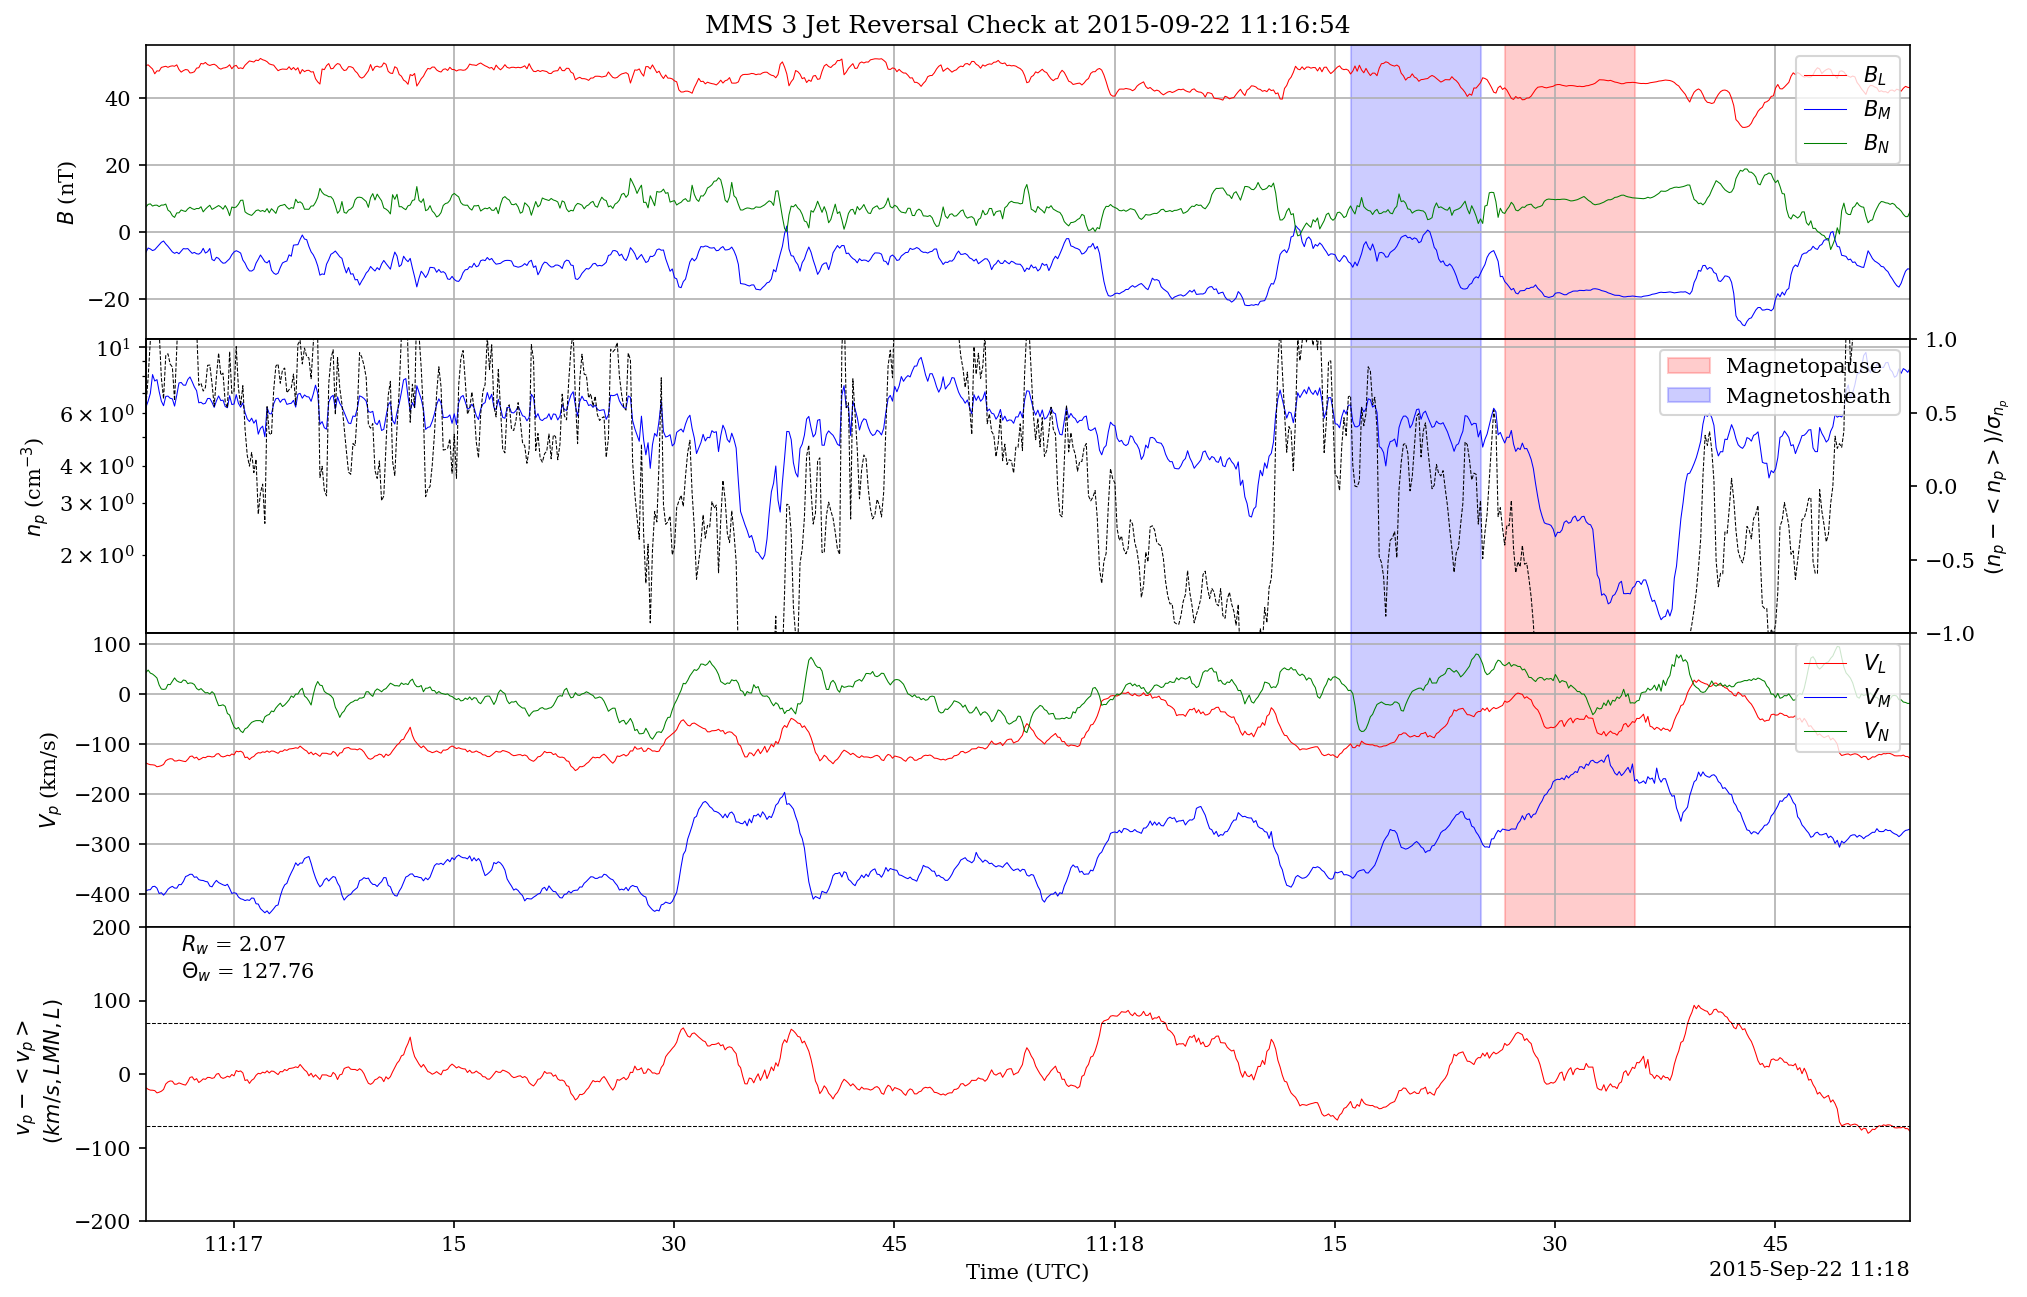 MMS 3 Jet Reversal Check at 2015-09-22 11:16:54
B (nT)
40
20
0
−20
B_L
B_M
B_N
n_p (cm^{−3})
10^1
6 × 10^0
4 × 10^0
3 × 10^0
2 × 10^0
1.0
0.5
0.0
−0.5
−1.0
(n_p − < n_p >)/σ_{n_p}
Magnetopause
Magnetosheath
V_p (km/s)
100
0
−100
−200
−300
−400
V_L
V_M
V_N
v_p − < v_p >
(km/s, LMN, L)
200
100
0
−100
−200
R_w = 2.07
Θ_w = 127.76
11:17 15 30 45 11:18 15 30 45
Time (UTC)
2015-Sep-22 11:18